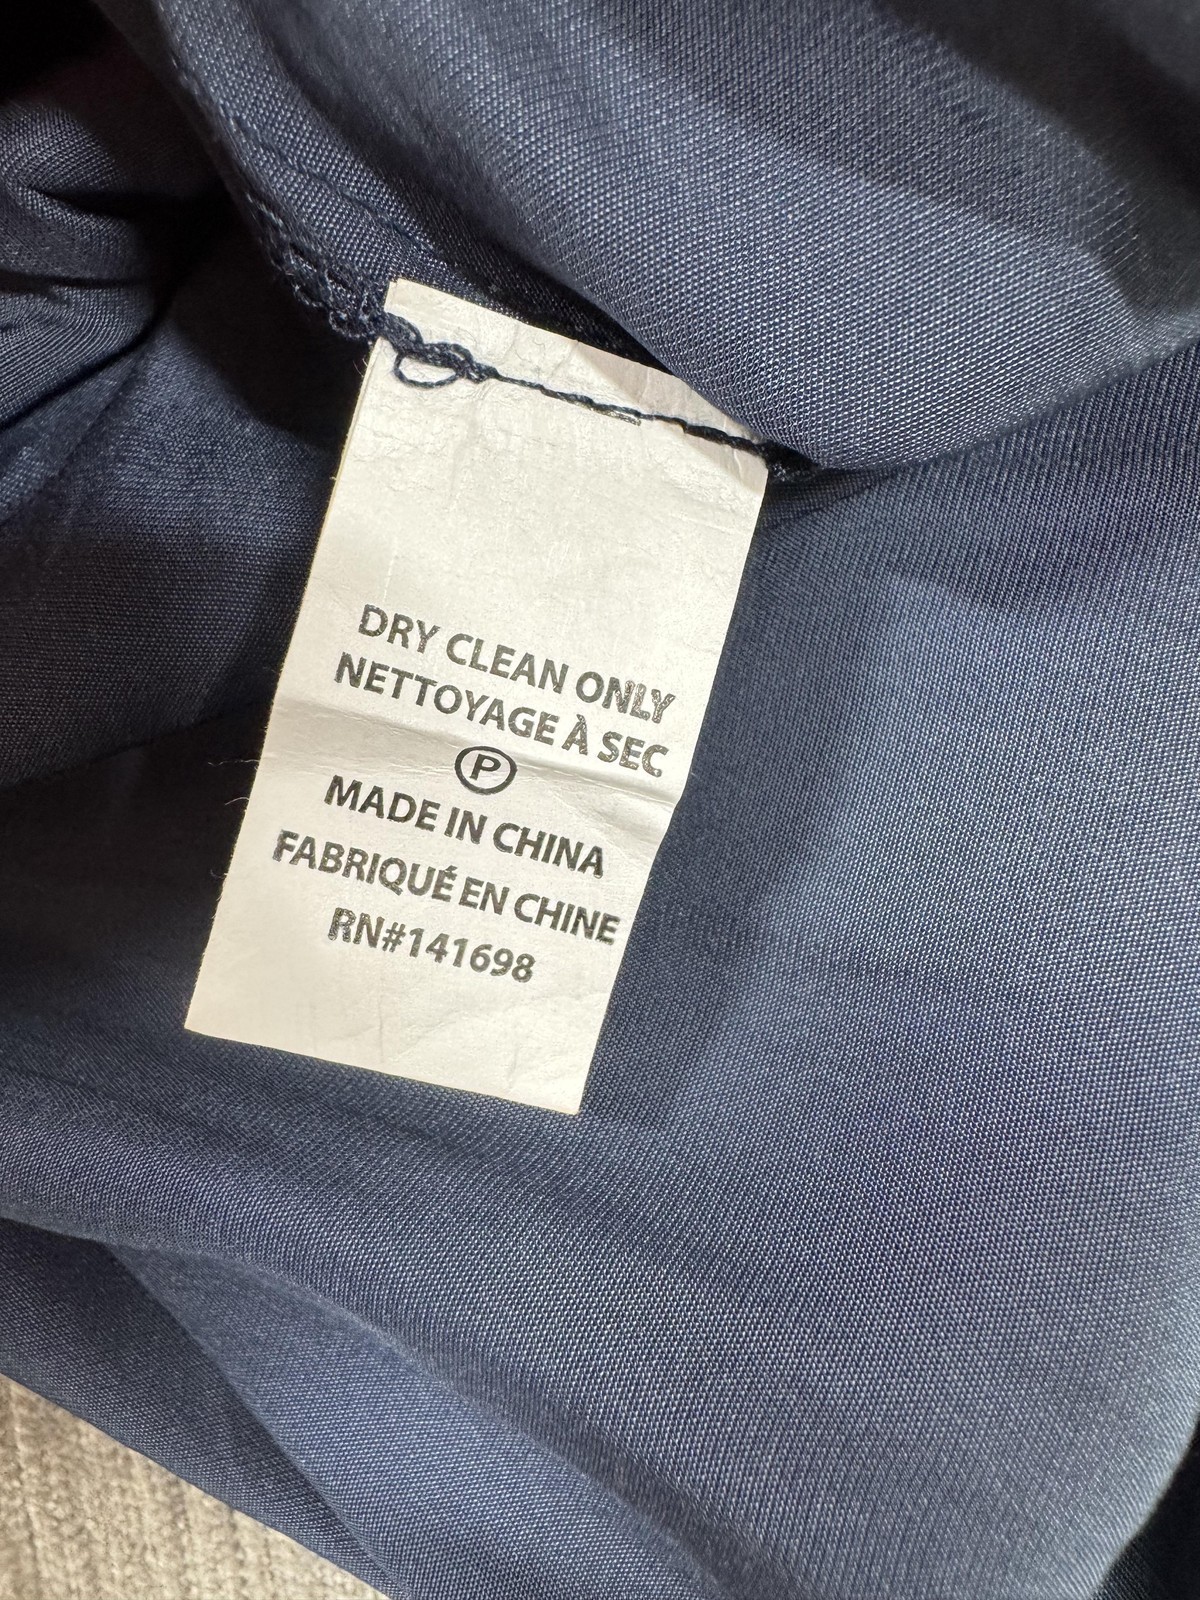 DRY CLEAN ONLY
NETTOYAGE À SEC
P
MADE IN CHINA
FABRIQUÉ EN CHINE
RN#141698